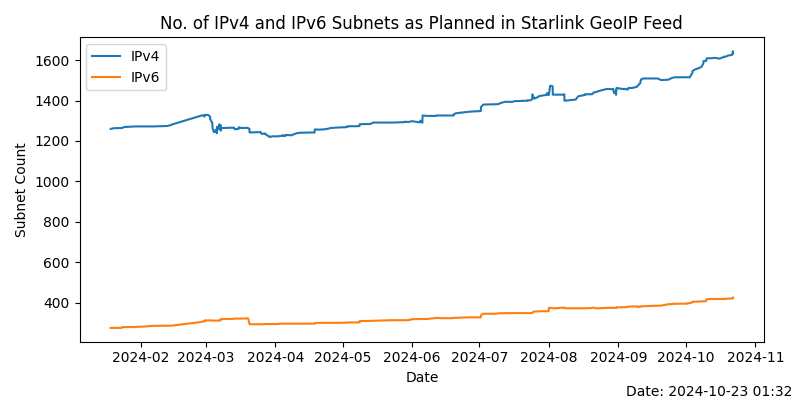 No. of IPv4 and IPv6 Subnets as Planned in Starlink GeoIP Feed
IPv4
IPv6
1600
1400
1200
1000
800
600
400
Subnet Count
2024-02 2024-03 2024-04 2024-05 2024-06 2024-07 2024-08 2024-09 2024-10 2024-11
Date
Date: 2024-10-23 01:32